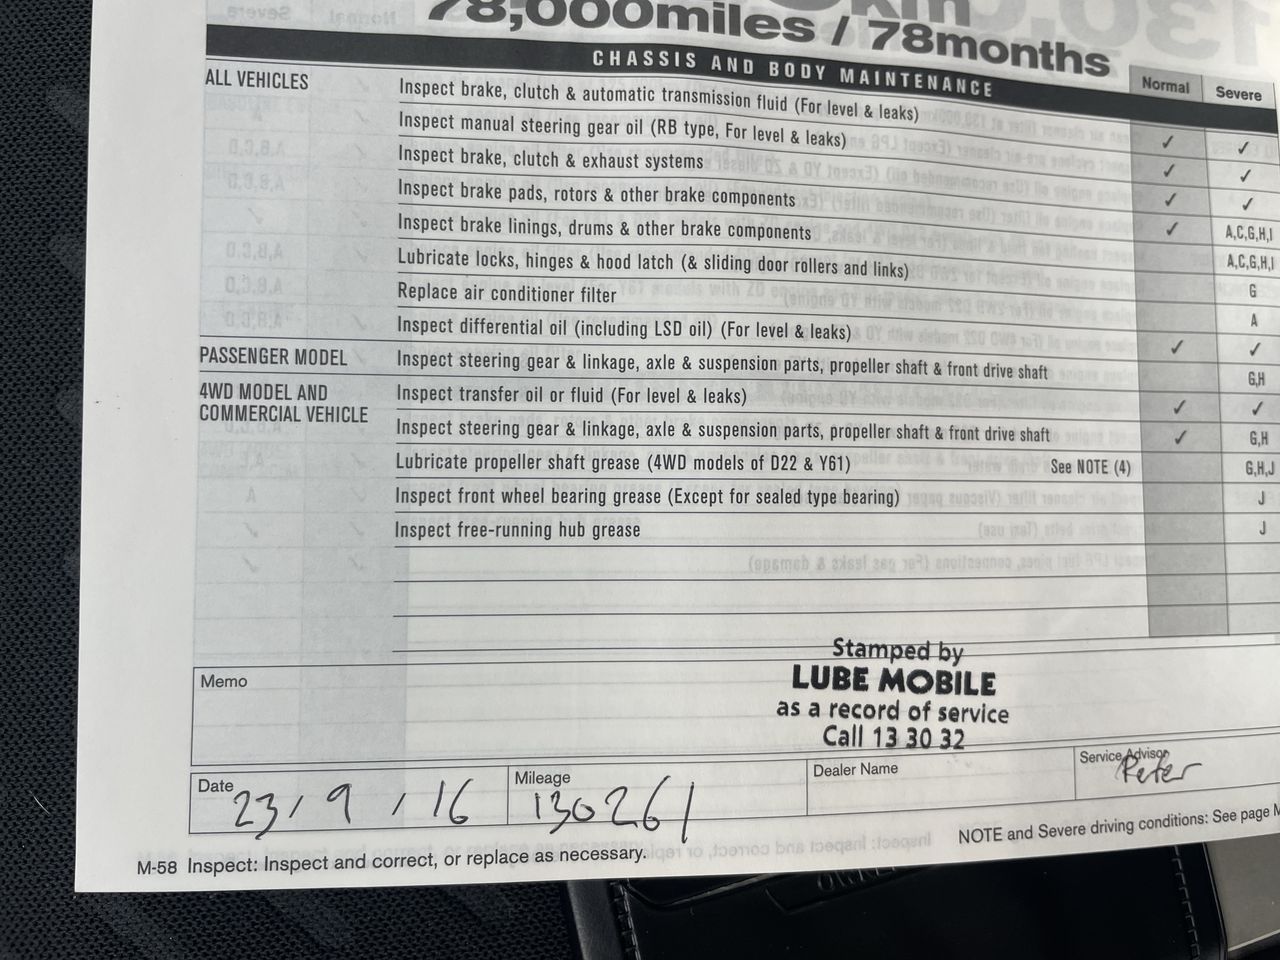 78,000miles / 78months
CHASSIS AND BODY MAINTENANCE Normal Severe
ALL VEHICLES Inspect brake, clutch & automatic transmission fluid (For level & leaks) ✓ ✓
Inspect manual steering gear oil (RB type, For level & leaks) ✓ ✓
Inspect brake, clutch & exhaust systems ✓ ✓
Inspect brake pads, rotors & other brake components ✓ A,C,G,H,I
Inspect brake linings, drums & other brake components A,C,G,H,I
Lubricate locks, hinges & hood latch (& sliding door rollers and links) G
Replace air conditioner filter A
Inspect differential oil (including LSD oil) (For level & leaks) ✓ ✓
PASSENGER MODEL Inspect steering gear & linkage, axle & suspension parts, propeller shaft & front drive shaft G,H
4WD MODEL AND Inspect transfer oil or fluid (For level & leaks) ✓ ✓
COMMERCIAL VEHICLE Inspect steering gear & linkage, axle & suspension parts, propeller shaft & front drive shaft ✓ G,H
Lubricate propeller shaft grease (4WD models of D22 & Y61) See NOTE (4) G,H,J
Inspect front wheel bearing grease (Except for sealed type bearing) J
Inspect free-running hub grease J
Stamped by
LUBE MOBILE
as a record of service
Call 13 30 32
Memo
Date 23/9/16 Mileage 130261 Dealer Name Service Advisor Peter
NOTE and Severe driving conditions: See page
M-58 Inspect: Inspect and correct, or replace as necessary.